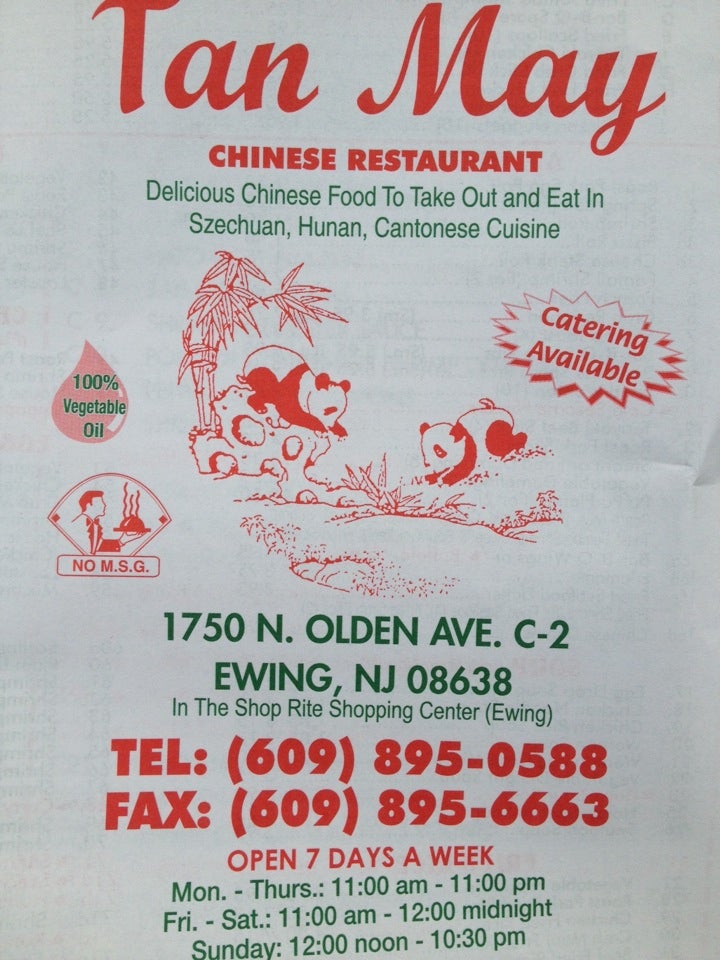 Tan May
CHINESE RESTAURANT
Delicious Chinese Food To Take Out and Eat In
Szechuan, Hunan, Cantonese Cuisine
Catering
Available
100%
Vegetable
Oil
NO M.S.G.
1750 N. OLDEN AVE. C-2
EWING, NJ 08638
In The Shop Rite Shopping Center (Ewing)
TEL: (609) 895-0588
FAX: (609) 895-6663
OPEN 7 DAYS A WEEK
Mon. - Thurs.: 11:00 am - 11:00 pm
Fri. - Sat.: 11:00 am - 12:00 midnight
Sunday: 12:00 noon - 10:30 pm